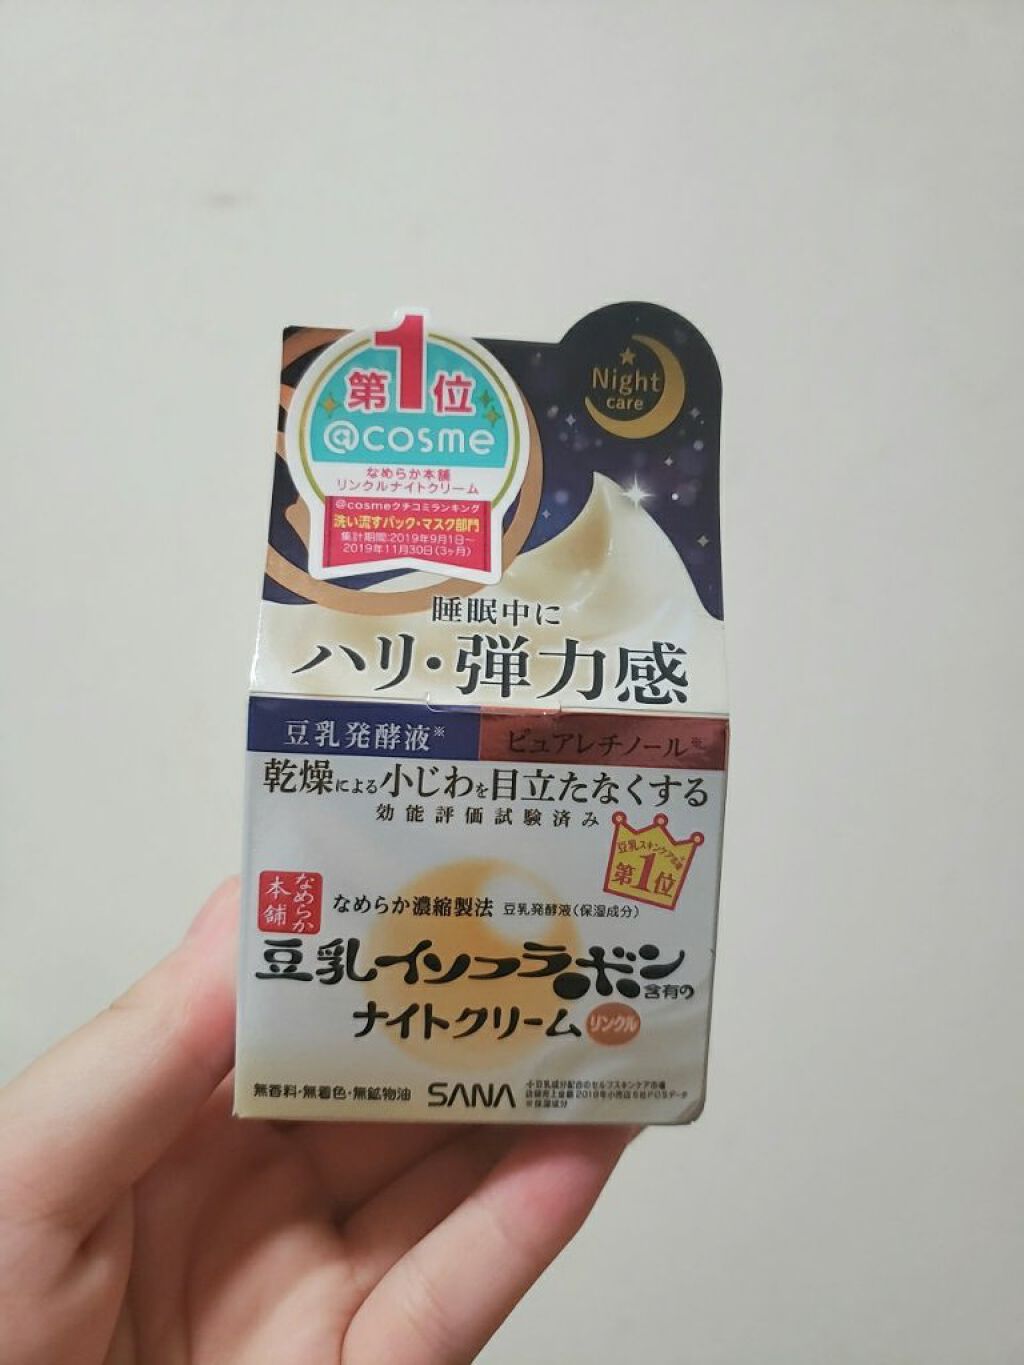 第1位
@cosme
なめらか本舗
リンクルナイトクリーム
@cosmeクチコミランキング
洗い流すパック・マスク部門
集計期間:2019年9月1日〜
2019年11月30日(3ヶ月)
Night
care
睡眠中に
ハリ・弾力感
豆乳発酵液※
ピュアレチノール※
乾燥による小じわを目立たなくする
効能評価試験済み
豆乳スキンケア市場
第1位
なめらか本舗
なめらか濃縮製法 豆乳発酵液(保湿成分)
豆乳イソフラボン含有の
ナイトクリーム リンクル
無香料・無着色・無鉱物油
SANA
※保湿成分